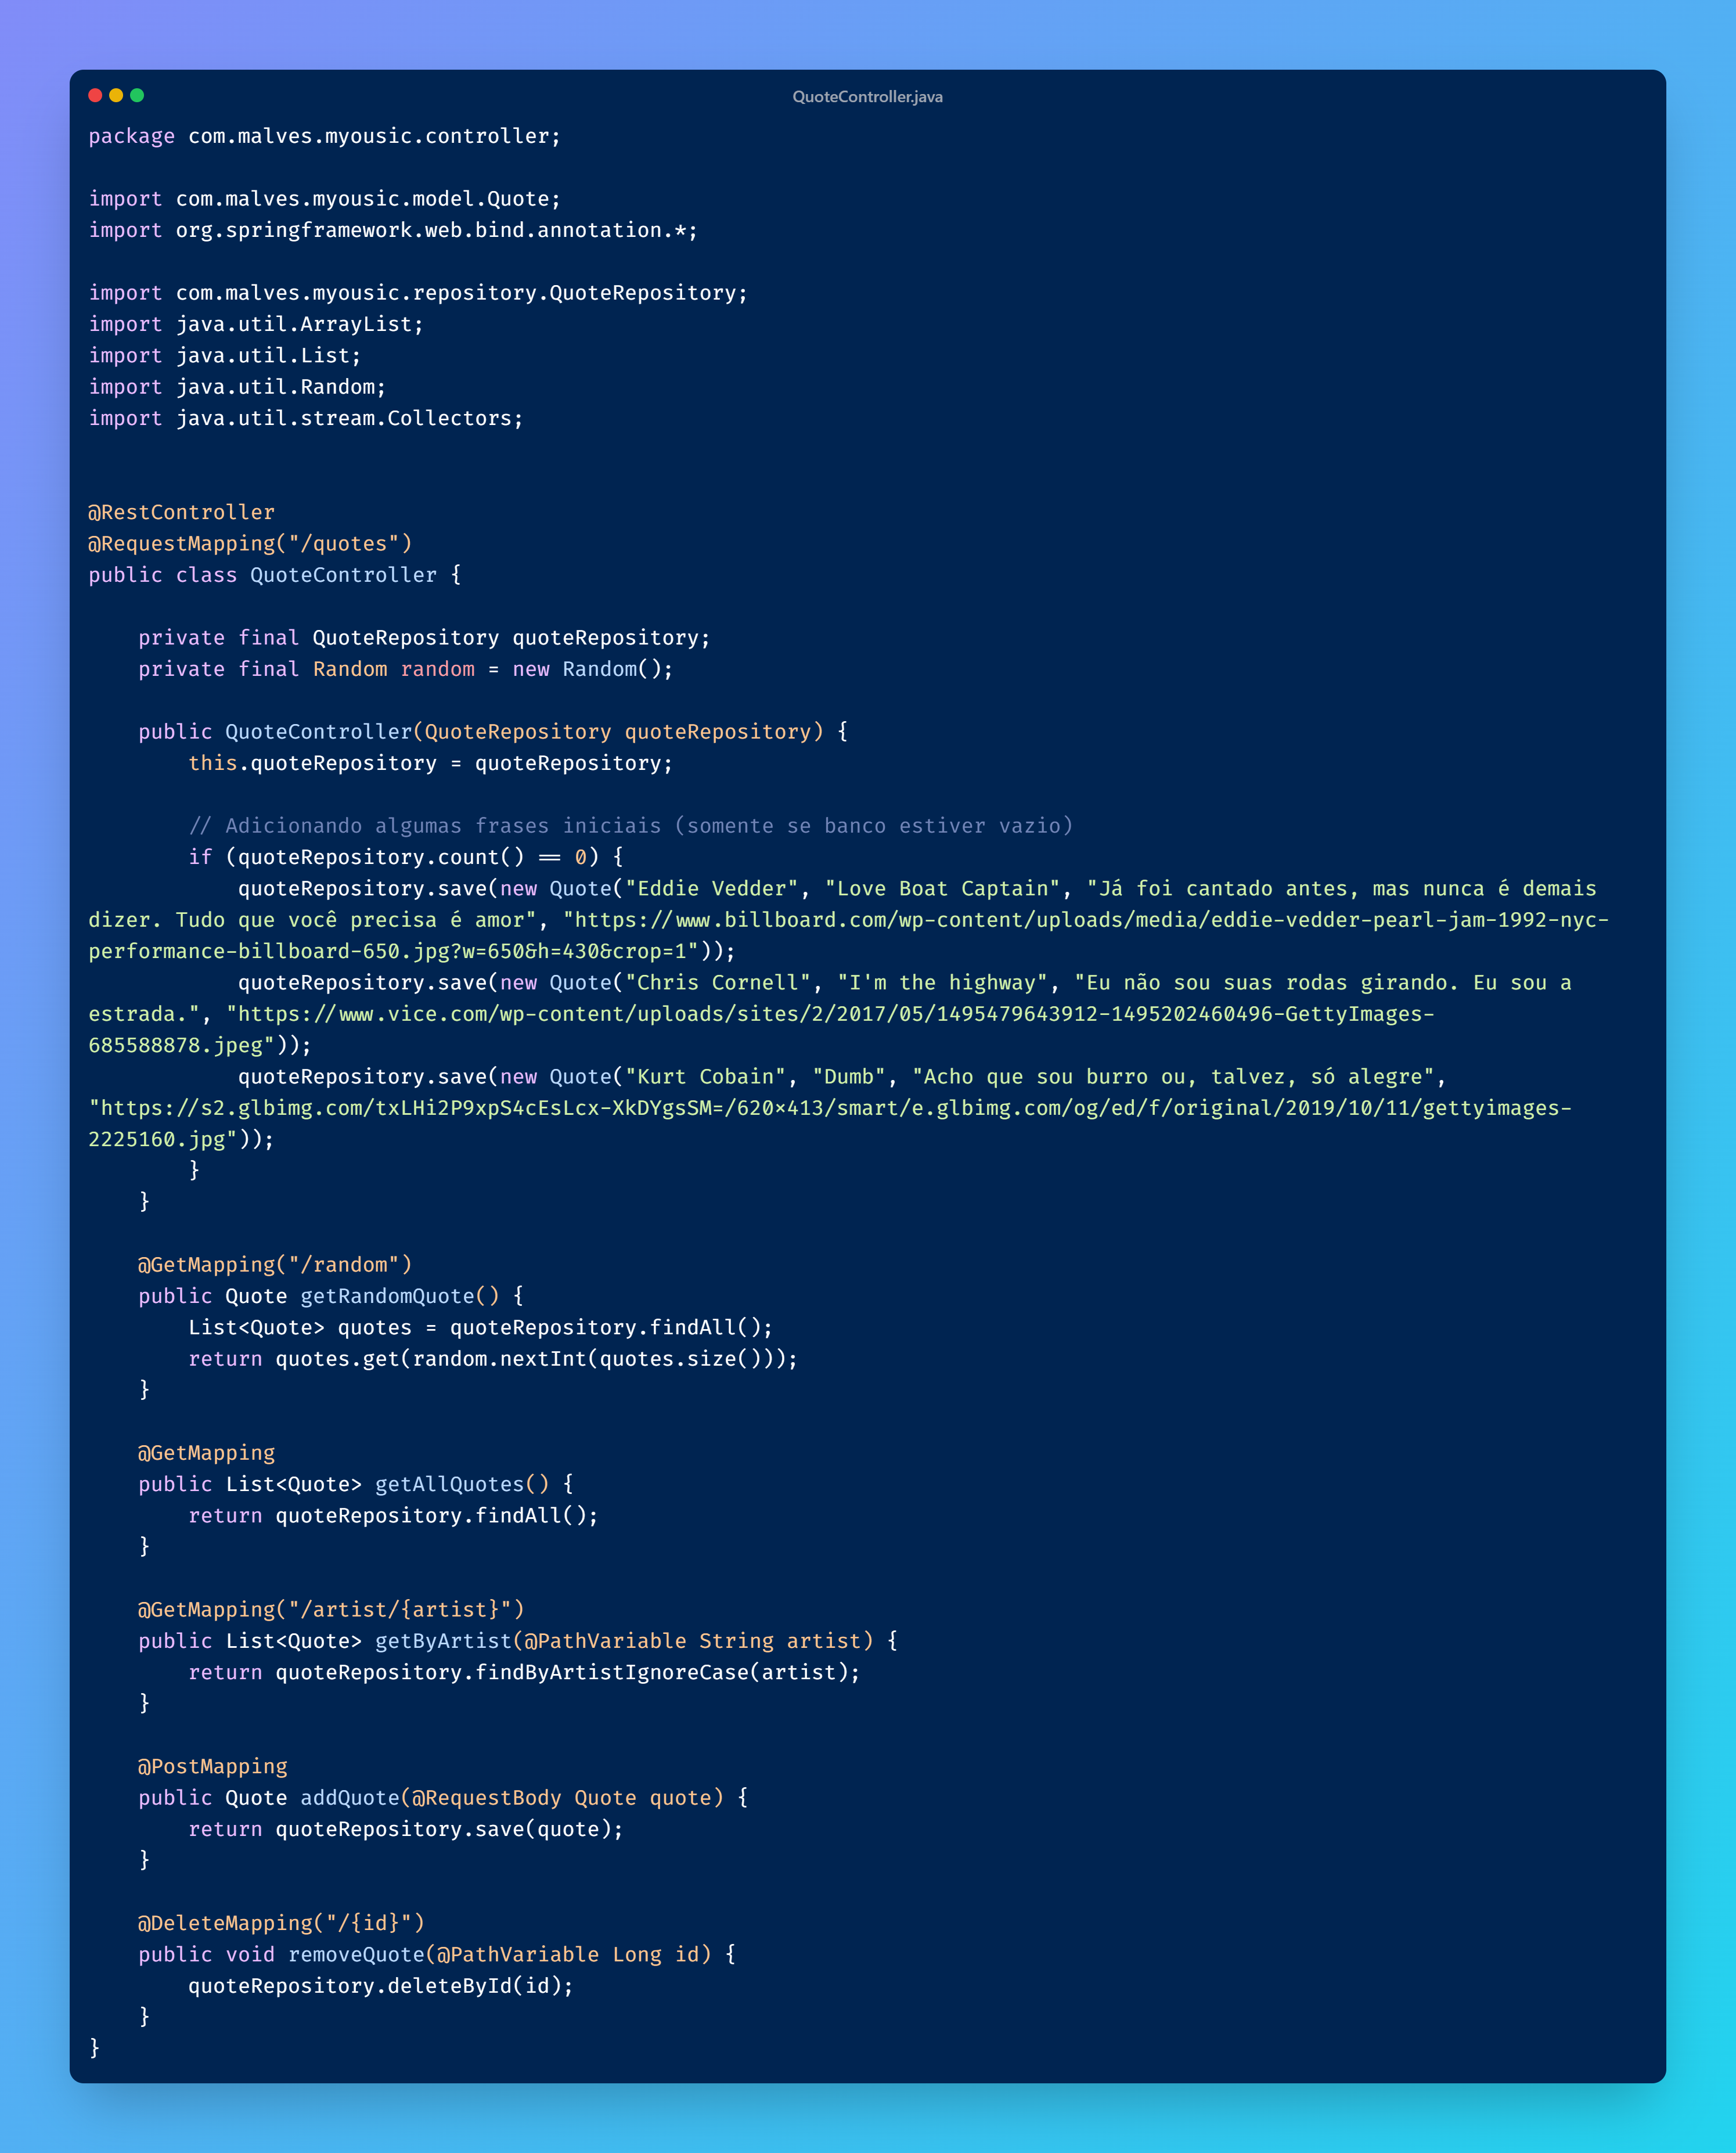 QuoteController.java
package com.malves.myousic.controller;
import com.malves.myousic.model.Quote;
import org.springframework.web.bind.annotation.*;
import com.malves.myousic.repository.QuoteRepository;
import java.util.ArrayList;
import java.util.List;
import java.util.Random;
import java.util.stream.Collectors;
@RestController
@RequestMapping("/quotes")
public class QuoteController {
    private final QuoteRepository quoteRepository;
    private final Random random = new Random();
    public QuoteController(QuoteRepository quoteRepository) {
        this.quoteRepository = quoteRepository;
        // Adicionando algumas frases iniciais (somente se banco estiver vazio)
        if (quoteRepository.count() == 0) {
            quoteRepository.save(new Quote("Eddie Vedder", "Love Boat Captain", "Já foi cantado antes, mas nunca é demais
dizer. Tudo que você precisa é amor", "https://www.billboard.com/wp-content/uploads/media/eddie-vedder-pearl-jam-1992-nyc-
performance-billboard-650.jpg?w=650&h=430&crop=1"));
            quoteRepository.save(new Quote("Chris Cornell", "I'm the highway", "Eu não sou suas rodas girando. Eu sou a
estrada.", "https://www.vice.com/wp-content/uploads/sites/2/2017/05/1495479643912-1495202460496-GettyImages-
685588878.jpeg"));
            quoteRepository.save(new Quote("Kurt Cobain", "Dumb", "Acho que sou burro ou, talvez, só alegre",
"https://s2.glbimg.com/txLHi2P9xpS4cEsLcx-XkDYgsSM=/620x413/smart/e.glbimg.com/og/ed/f/original/2019/10/11/gettyimages-
2225160.jpg"));
        }
    }
    @GetMapping("/random")
    public Quote getRandomQuote() {
        List<Quote> quotes = quoteRepository.findAll();
        return quotes.get(random.nextInt(quotes.size()));
    }
    @GetMapping
    public List<Quote> getAllQuotes() {
        return quoteRepository.findAll();
    }
    @GetMapping("/artist/{artist}")
    public List<Quote> getByArtist(@PathVariable String artist) {
        return quoteRepository.findByArtistIgnoreCase(artist);
    }
    @PostMapping
    public Quote addQuote(@RequestBody Quote quote) {
        return quoteRepository.save(quote);
    }
    @DeleteMapping("/{id}")
    public void removeQuote(@PathVariable Long id) {
        quoteRepository.deleteById(id);
    }
}